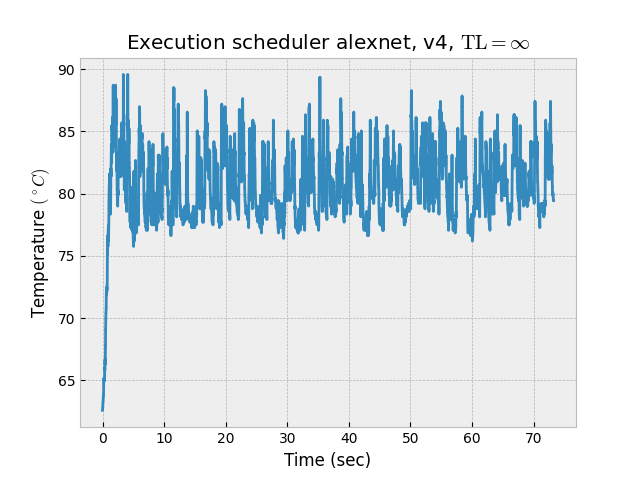 Execution scheduler alexnet, v4, TL = ∞
90
85
80
75
70
65
Temperature (°C)
0 10 20 30 40 50 60 70
Time (sec)